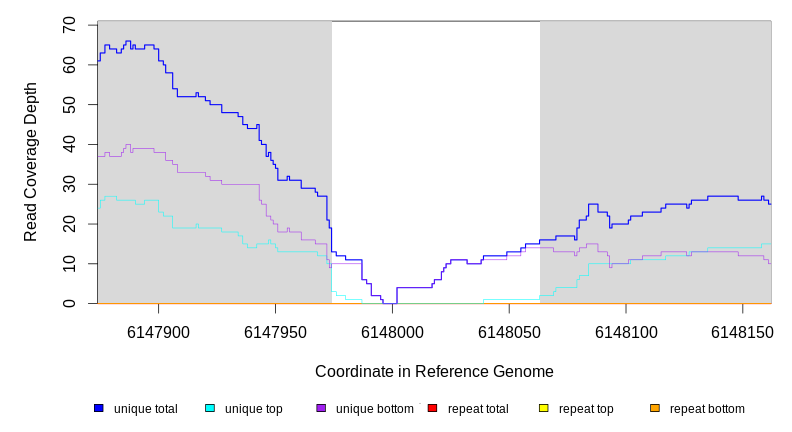 70
60
50
40
30
20
10
0
Read Coverage Depth
6147900 6147950 6148000 6148050 6148100 6148150
Coordinate in Reference Genome
unique total unique top unique bottom repeat total repeat top repeat bottom